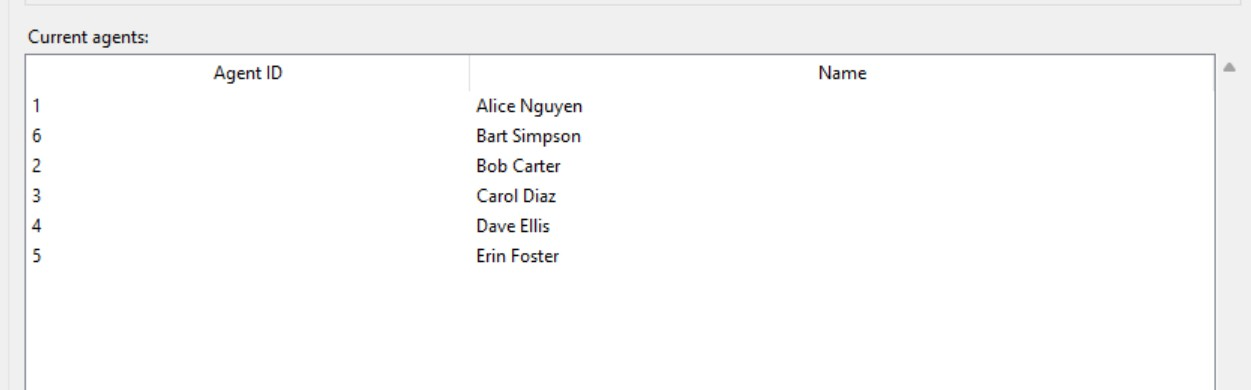 Current agents:
Agent ID Name
1 Alice Nguyen
6 Bart Simpson
2 Bob Carter
3 Carol Diaz
4 Dave Ellis
5 Erin Foster